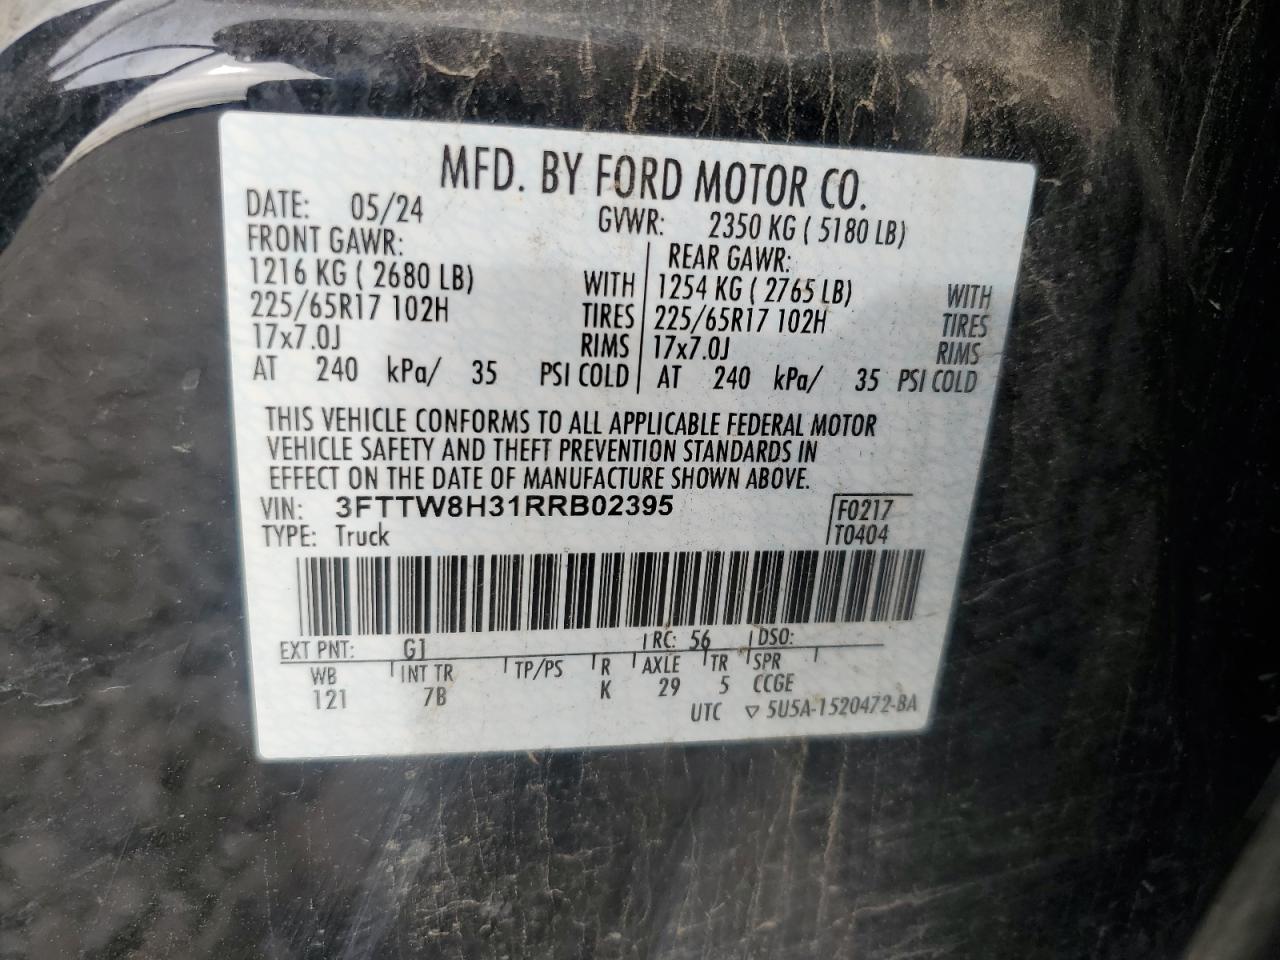 MFD. BY FORD MOTOR CO.
DATE: 05/24 GVWR: 2350 KG ( 5180 LB)
FRONT GAWR: REAR GAWR:
1216 KG ( 2680 LB) WITH 1254 KG ( 2765 LB) WITH
225/65R17 102H TIRES 225/65R17 102H TIRES
17x7.0J RIMS 17x7.0J RIMS
AT 240 kPa/ 35 PSI COLD AT 240 kPa/ 35 PSI COLD
THIS VEHICLE CONFORMS TO ALL APPLICABLE FEDERAL MOTOR
VEHICLE SAFETY AND THEFT PREVENTION STANDARDS IN
EFFECT ON THE DATE OF MANUFACTURE SHOWN ABOVE.
VIN: 3FTTW8H31RRB02395 F0217
TYPE: Truck T0404
EXT PNT: G1 RC: 56 DSO:
WB INT TR TP/PS R AXLE TR SPR
121 7B K 29 5 CCGE
UTC ▽ 5U5A-1520472-BA